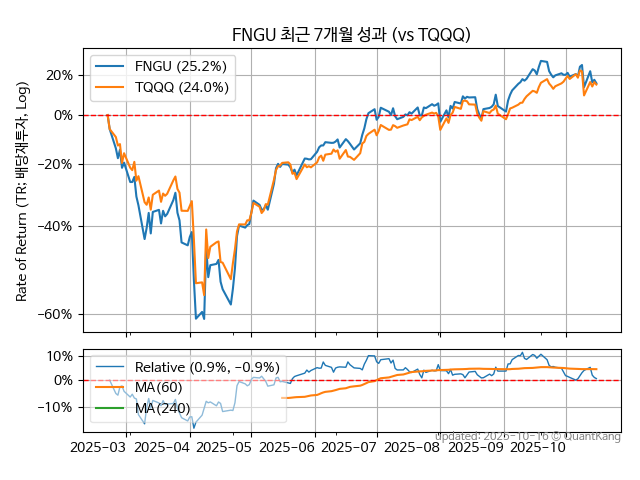 FNGU 최근 7개월 성과 (vs TQQQ)
Rate of Return (TR; 배당재투자, Log)
FNGU (25.2%)
TQQQ (24.0%)
20%
0%
−20%
−40%
−60%
Relative (0.9%, −0.9%)
MA(60)
MA(240)
10%
0%
−10%
2025-03 2025-04 2025-05 2025-06 2025-07 2025-08 2025-09 2025-10
Updated: 2025-10-16 © QuantKang